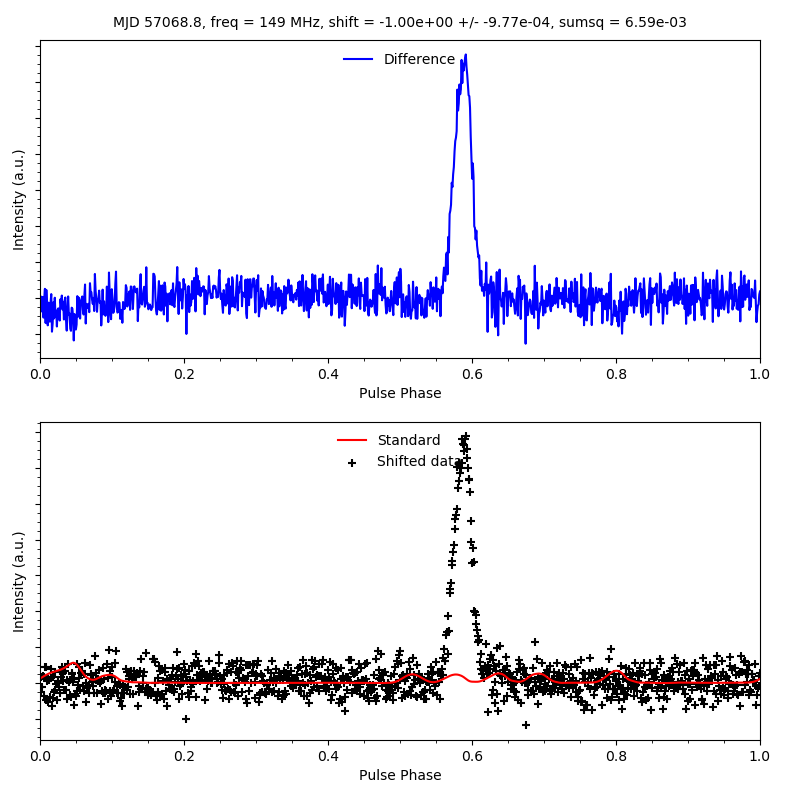 MJD 57068.8, freq = 149 MHz, shift = -1.00e+00 +/- -9.77e-04, sumsq = 6.59e-03
Difference
Intensity (a.u.)
0.0 0.2 0.4 0.6 0.8 1.0
Pulse Phase
Standard
Shifted data
Intensity (a.u.)
0.0 0.2 0.4 0.6 0.8 1.0
Pulse Phase